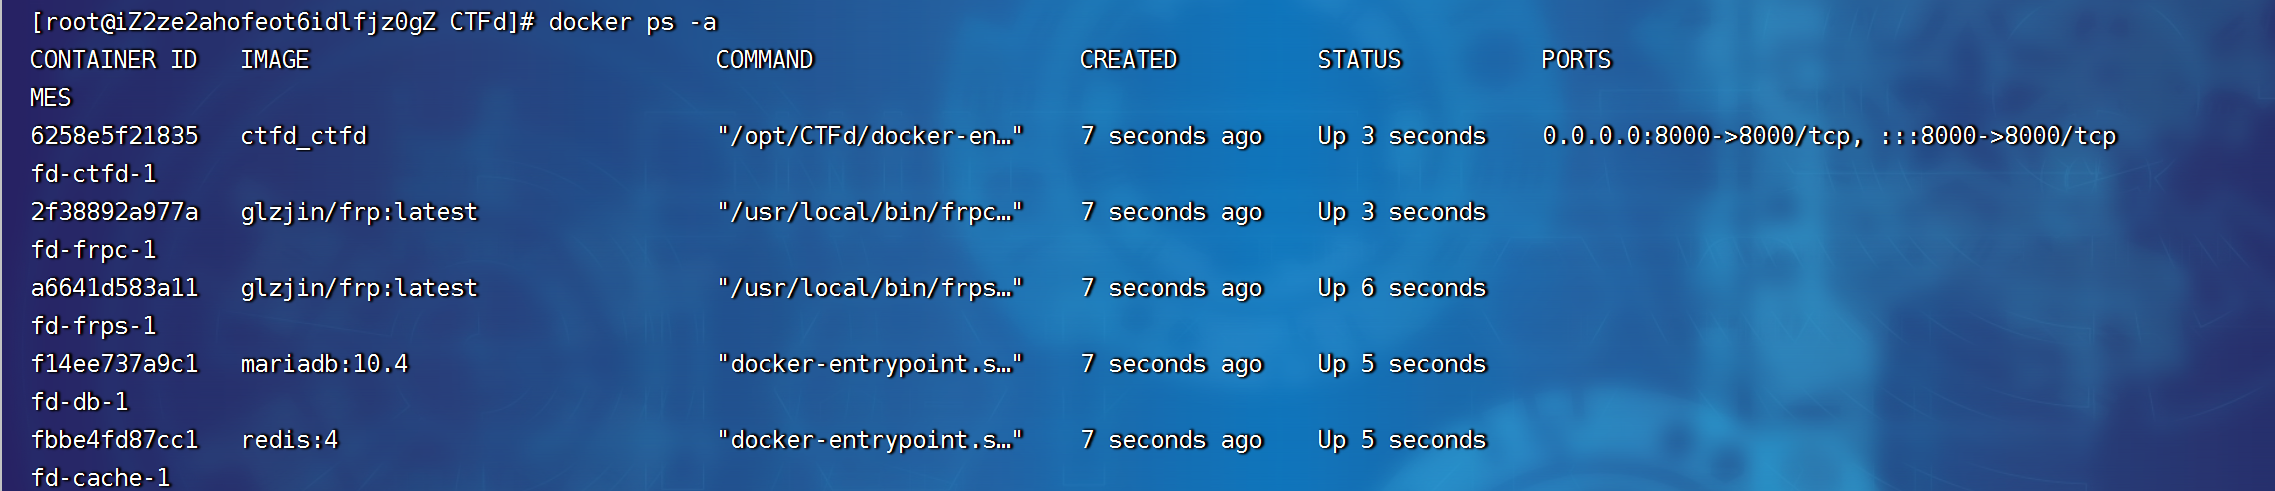 [root@iZ2ze2ahofeot6idlfjz0gZ CTFd]# docker ps -a
CONTAINER ID   IMAGE                             COMMAND                   CREATED          STATUS          PORTS
MES
6258e5f21835   ctfd_ctfd                         "/opt/CTFd/docker-en…"    7 seconds ago    Up 3 seconds    0.0.0.0:8000->8000/tcp, :::8000->8000/tcp
fd-ctfd-1
2f38892a977a   glzjin/frp:latest                 "/usr/local/bin/frpc…"    7 seconds ago    Up 3 seconds
fd-frpc-1
a6641d583a11   glzjin/frp:latest                 "/usr/local/bin/frps…"    7 seconds ago    Up 6 seconds
fd-frps-1
f14ee737a9c1   mariadb:10.4                      "docker-entrypoint.s…"    7 seconds ago    Up 5 seconds
fd-db-1
fbbe4fd87cc1   redis:4                           "docker-entrypoint.s…"    7 seconds ago    Up 5 seconds
fd-cache-1